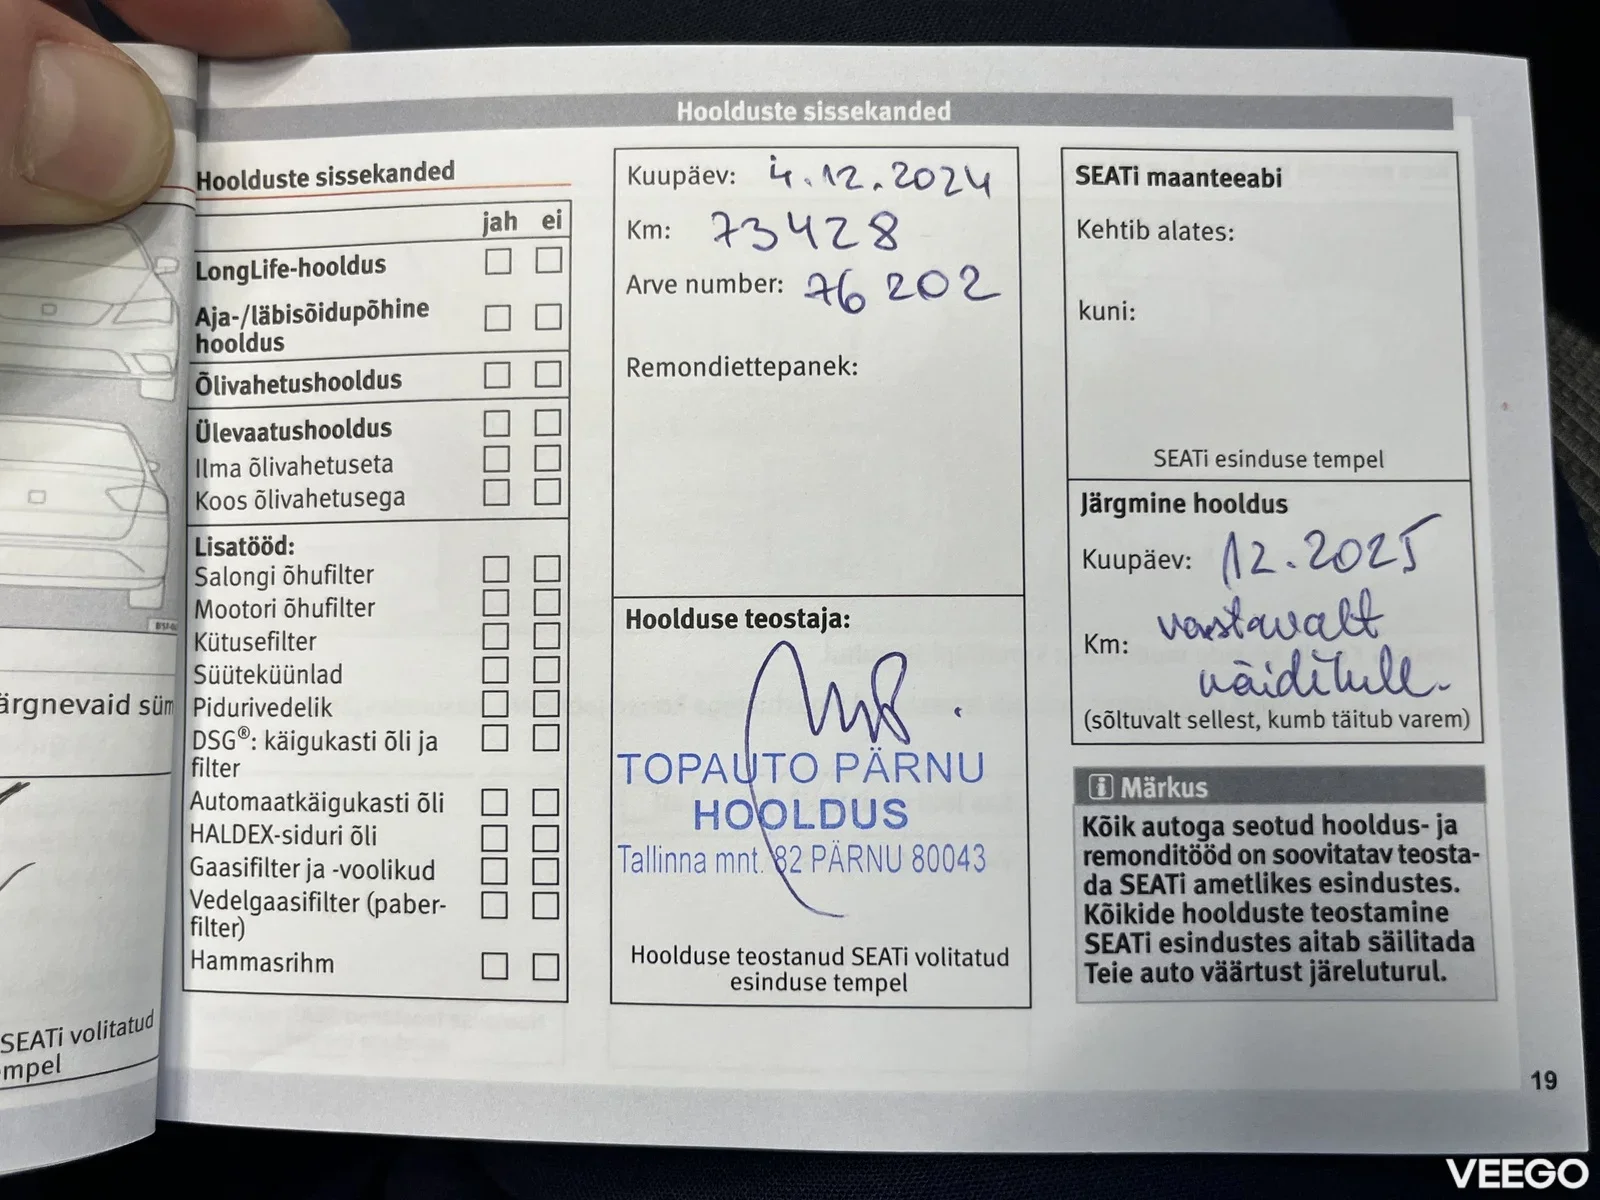 Hoolduste sissekanded
Hoolduste sissekanded
jah ei
LongLife-hooldus
Aja-/läbisõidupõhine
hooldus
Õlivahetushooldus
Ülevaatushooldus
Ilma õlivahetuseta
Koos õlivahetusega
Lisatööd:
Salongi õhufilter
Mootori õhufilter
Kütusefilter
Süüteküünlad
Pidurivedelik
DSG®: käigukasti õli ja
filter
Automaatkäigukasti õli
HALDEX-siduri õli
Gaasifilter ja -voolikud
Vedelgaasifilter (paber-
filter)
Hammasrihm
Kuupäev: 4.12.2024
Km: 73428
Arve number: 76 202
Remondiettepanek:
Hoolduse teostaja:
TOPAUTO PÄRNU
HOOLDUS
Tallinna mnt. 82 PÄRNU 80043
Hoolduse teostanud SEATi volitatud
esinduse tempel
SEATi maanteeabi
Kehtib alates:
kuni:
SEATi esinduse tempel
Järgmine hooldus
Kuupäev: 12.2025
Km: vastavalt
näidikule.
(sõltuvalt sellest, kumb täitub varem)
i Märkus
Kõik autoga seotud hooldus- ja
remonditööd on soovitatav teosta-
da SEATi ametlikes esindustes.
Kõikide hoolduste teostamine
SEATi esindustes aitab säilitada
Teie auto väärtust järeluturul.
19
ärgnevaid
SEATi volitatud
VEEGO